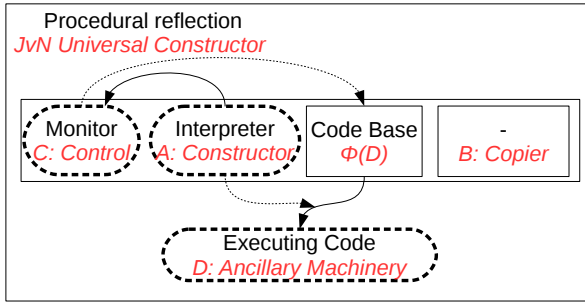 Procedural reflection
JvN Universal Constructor
Monitor
C: Control
Interpreter
A: Constructor
Code Base
Φ(D)
-
B: Copier
Executing Code
D: Ancillary Machinery